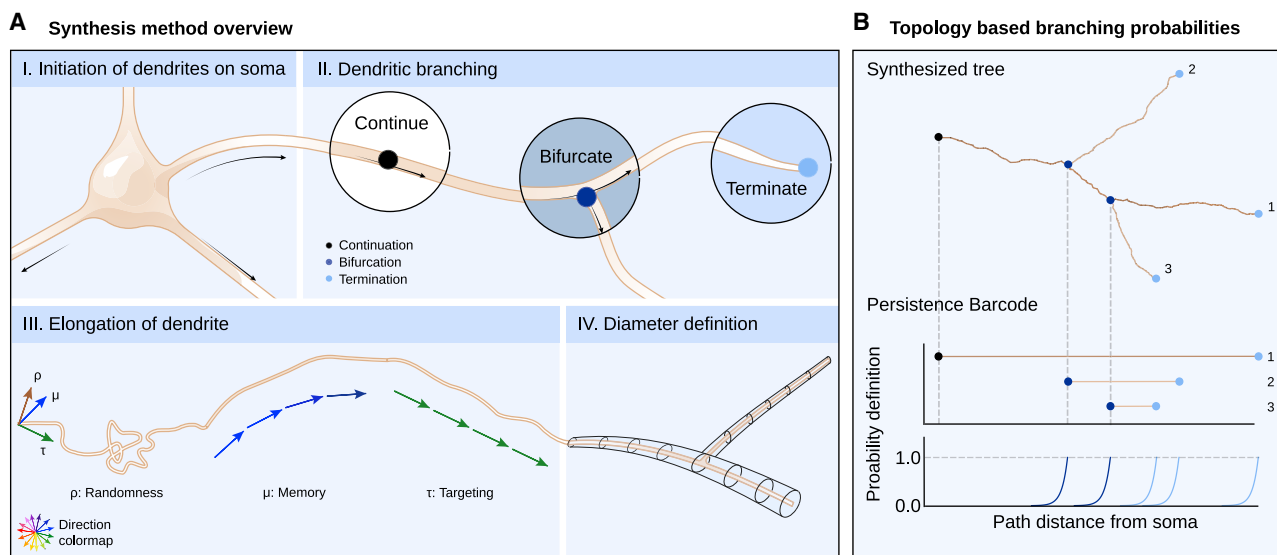 A Synthesis method overview
I. Initiation of dendrites on soma
II. Dendritic branching
Continue
Bifurcate
Terminate
Continuation
Bifurcation
Termination
III. Elongation of dendrite
ρ
μ
τ
ρ: Randomness
μ: Memory
τ: Targeting
Direction
colormap
IV. Diameter definition
B Topology based branching probabilities
Synthesized tree
2
1
3
Persistence Barcode
1
2
3
Probability definition
1.0
0.0
Path distance from soma